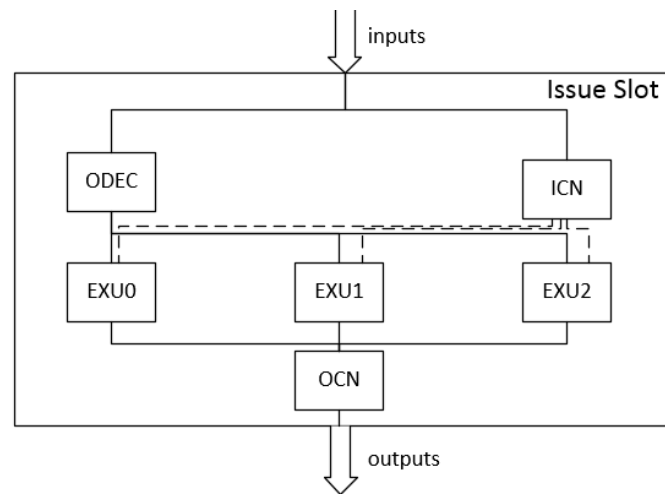 inputs
Issue Slot
ODEC
ICN
EXU0
EXU1
EXU2
OCN
outputs